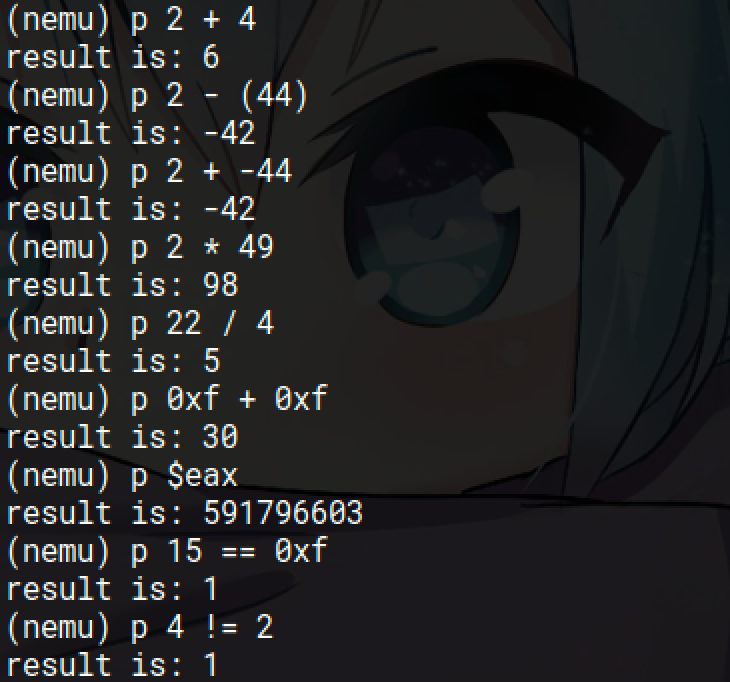 (nemu) p 2 + 4
result is: 6
(nemu) p 2 - (44)
result is: -42
(nemu) p 2 + -44
result is: -42
(nemu) p 2 * 49
result is: 98
(nemu) p 22 / 4
result is: 5
(nemu) p 0xf + 0xf
result is: 30
(nemu) p $eax
result is: 591796603
(nemu) p 15 == 0xf
result is: 1
(nemu) p 4 != 2
result is: 1